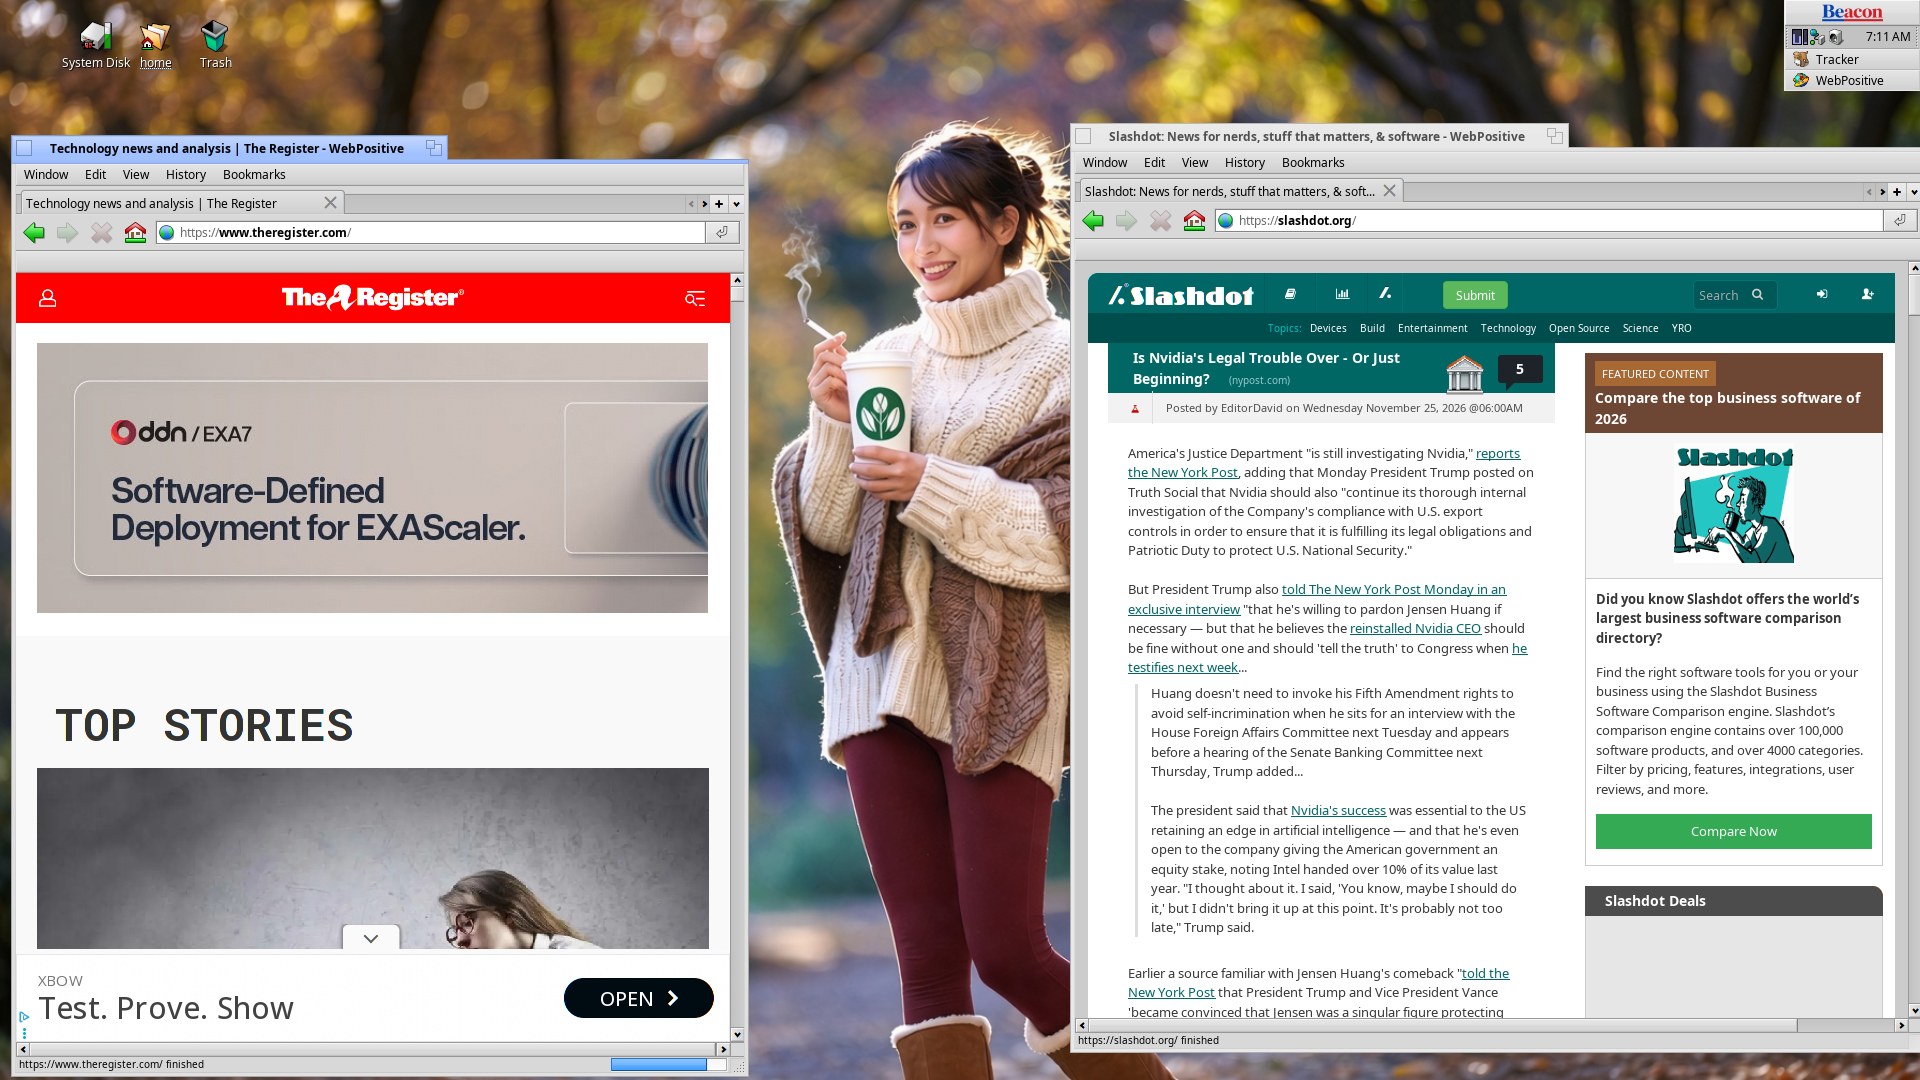 System Disk
home
Trash
Beacon
7:11 AM
Tracker
WebPositive
Technology news and analysis | The Register - WebPositive
Window Edit View History Bookmarks
Technology news and analysis | The Register
https://www.theregister.com/
The Register®
ddn / EXA7
Software-Defined
Deployment for EXAScaler.
TOP STORIES
XBOW
Test. Prove. Show
OPEN
https://www.theregister.com/ finished
Slashdot: News for nerds, stuff that matters, & software - WebPositive
Window Edit View History Bookmarks
Slashdot: News for nerds, stuff that matters, & soft...
https://slashdot.org/
Slashdot
Submit
Search
Topics: Devices Build Entertainment Technology Open Source Science YRO
Is Nvidia's Legal Trouble Over - Or Just
Beginning? (nypost.com)
5
Posted by EditorDavid on Wednesday November 25, 2026 @06:00AM
America's Justice Department "is still investigating Nvidia," reports
the New York Post, adding that Monday President Trump posted on
Truth Social that Nvidia should also "continue its thorough internal
investigation of the Company's compliance with U.S. export
controls in order to ensure that it is fulfilling its legal obligations and
Patriotic Duty to protect U.S. National Security."
But President Trump also told The New York Post Monday in an
exclusive interview "that he's willing to pardon Jensen Huang if
necessary — but that he believes the reinstalled Nvidia CEO should
be fine without one and should 'tell the truth' to Congress when he
testifies next week...
Huang doesn't need to invoke his Fifth Amendment rights to
avoid self-incrimination when he sits for an interview with the
House Foreign Affairs Committee next Tuesday and appears
before a hearing of the Senate Banking Committee next
Thursday, Trump added...
The president said that Nvidia's success was essential to the US
retaining an edge in artificial intelligence — and that he's even
open to the company giving the American government an
equity stake, noting Intel handed over 10% of its value last
year. "I thought about it. I said, 'You know, maybe I should do
it,' but I didn't bring it up at this point. It's probably not too
late," Trump said.
Earlier a source familiar with Jensen Huang's comeback "told the
New York Post that President Trump and Vice President Vance
'became convinced that Jensen was a singular figure protecting
FEATURED CONTENT
Compare the top business software of
2026
Slashdot
Did you know Slashdot offers the world’s
largest business software comparison
directory?
Find the right software tools for you or your
business using the Slashdot Business
Software Comparison engine. Slashdot’s
comparison engine contains over 100,000
software products, and over 4000 categories.
Filter by pricing, features, integrations, user
reviews, and more.
Compare Now
Slashdot Deals
https://slashdot.org/ finished